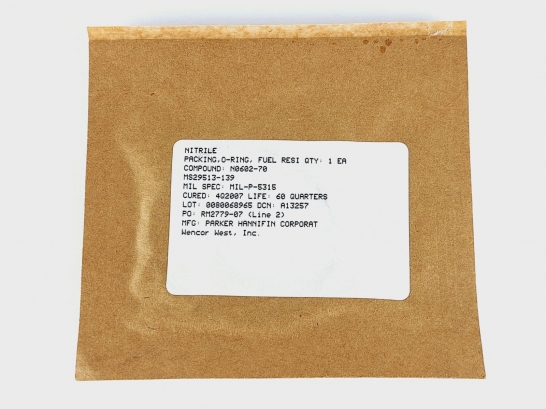 NITRILE
PACKING,O-RING, FUEL RESI QTY: 1 EA
COMPOUND: N0602-70
MS29513-139
MIL SPEC: MIL-P-5315
CURED: 4Q2007 LIFE: 60 QUARTERS
LOT: 0080068965 DCN: A13257
PO: RM2779-07 (Line 2)
MFG: PARKER HANNIFIN CORPORAT
Wencor West, Inc.